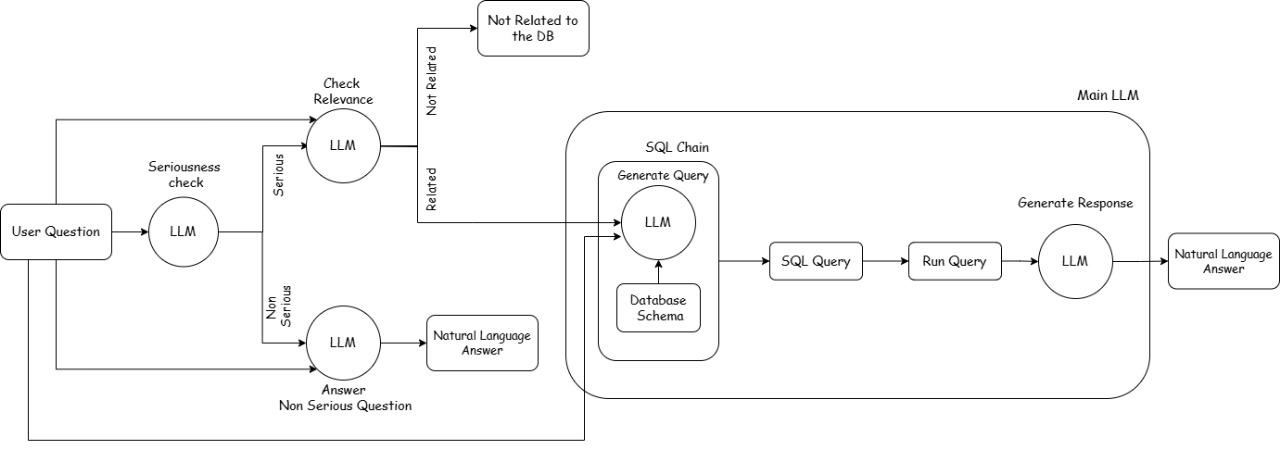 Not Related to
the DB
Check
Relevance
Not Related
Main LLM
LLM
SQL Chain
Seriousness
check
Serious
Related
Generate Query
Generate Response
User Question
LLM
LLM
SQL Query
Run Query
LLM
Natural Language
Answer
Database
Schema
Non
Serious
LLM
Natural Language
Answer
Answer
Non Serious Question